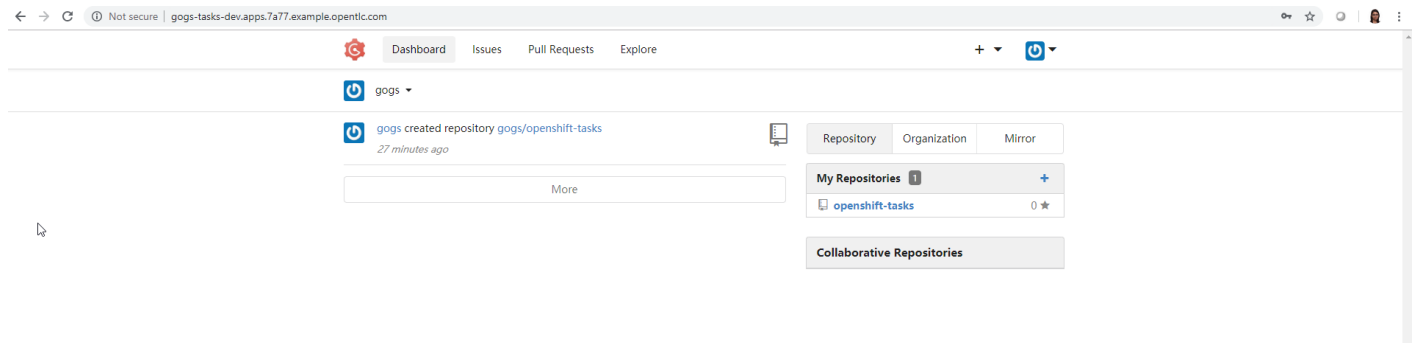 Not secure | gogs-tasks-dev.apps.7a77.example.opentlc.com
Dashboard Issues Pull Requests Explore
gogs
gogs created repository gogs/openshift-tasks
27 minutes ago
More
Repository Organization Mirror
My Repositories 1
openshift-tasks 0
Collaborative Repositories